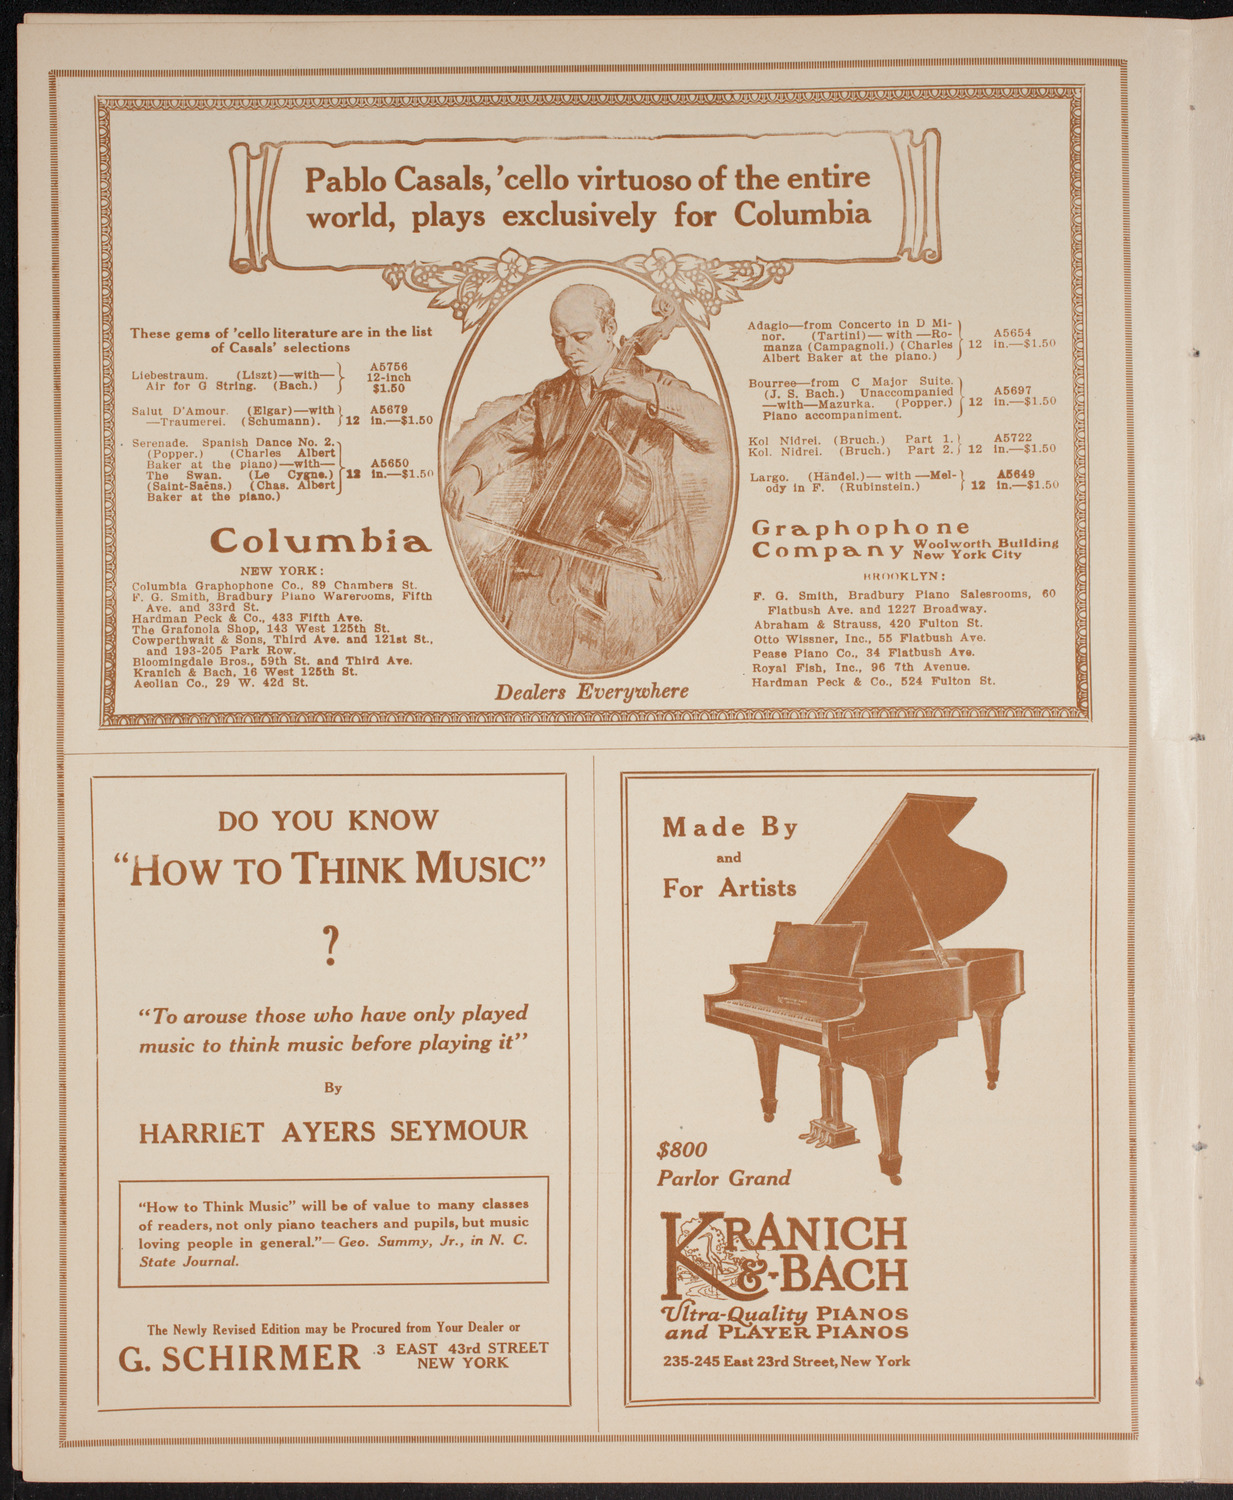 Pablo Casals, 'cello virtuoso of the entire
world, plays exclusively for Columbia
These gems of 'cello literature are in the list
of Casals' selections
Liebestraum. (Liszt)—with—
Air for G String. (Bach.)
A5756
12-inch
$1.50
Salut D'Amour. (Elgar)—with
—Traumerei. (Schumann).
A5679
12 in.—$1.50
Serenade. Spanish Dance No. 2.
(Popper.) (Charles Albert
Baker at the piano)—with—
The Swan. (Le Cygne.)
(Saint-Saëns.) (Chas. Albert
Baker at the piano.)
A5650
12 in.—$1.50
Columbia
NEW YORK:
Columbia Graphophone Co., 89 Chambers St.
F. G. Smith, Bradbury Piano Warerooms, Fifth
Ave. and 33rd St.
Hardman Peck & Co., 433 Fifth Ave.
The Grafonola Shop, 143 West 125th St.
Cowperthwait & Sons, Third Ave. and 121st St.,
and 193-205 Park Row.
Bloomingdale Bros., 59th St. and Third Ave.
Kranich & Bach, 16 West 125th St.
Aeolian Co., 29 W. 42d St.
Dealers Everywhere
Adagio—from Concerto in D Mi-
nor. (Tartini)— with —Ro-
manza (Campagnoli.) (Charles
Albert Baker at the piano.)
A5654
12 in.—$1.50
Bourree—from C Major Suite.
(J. S. Bach.) Unaccompanied
—with—Mazurka. (Popper.)
Piano accompaniment.
A5697
12 in.—$1.50
Kol Nidrei. (Bruch.) Part 1.
Kol. Nidrei. (Bruch.) Part 2.
A5722
12 in.—$1.50
Largo. (Händel.)— with —Mel-
ody in F. (Rubinstein.)
A5649
12 in.—$1.50
Graphophone
Company Woolworth Building
New York City
BROOKLYN:
F. G. Smith, Bradbury Piano Salesrooms, 60
Flatbush Ave. and 1227 Broadway.
Abraham & Strauss, 420 Fulton St.
Otto Wissner, Inc., 55 Flatbush Ave.
Pease Piano Co., 34 Flatbush Ave.
Royal Fish, Inc., 96 7th Avenue.
Hardman Peck & Co., 524 Fulton St.
DO YOU KNOW
"HOW TO THINK MUSIC"
?
"To arouse those who have only played
music to think music before playing it"
By
HARRIET AYERS SEYMOUR
"How to Think Music" will be of value to many classes
of readers, not only piano teachers and pupils, but music
loving people in general."—Geo. Summy, Jr., in N. C.
State Journal.
The Newly Revised Edition may be Procured from Your Dealer or
G. SCHIRMER 3 EAST 43rd STREET
NEW YORK
Made By
and
For Artists
$800
Parlor Grand
KRANICH
&-BACH
Ultra-Quality PIANOS
and PLAYER PIANOS
235-245 East 23rd Street, New York